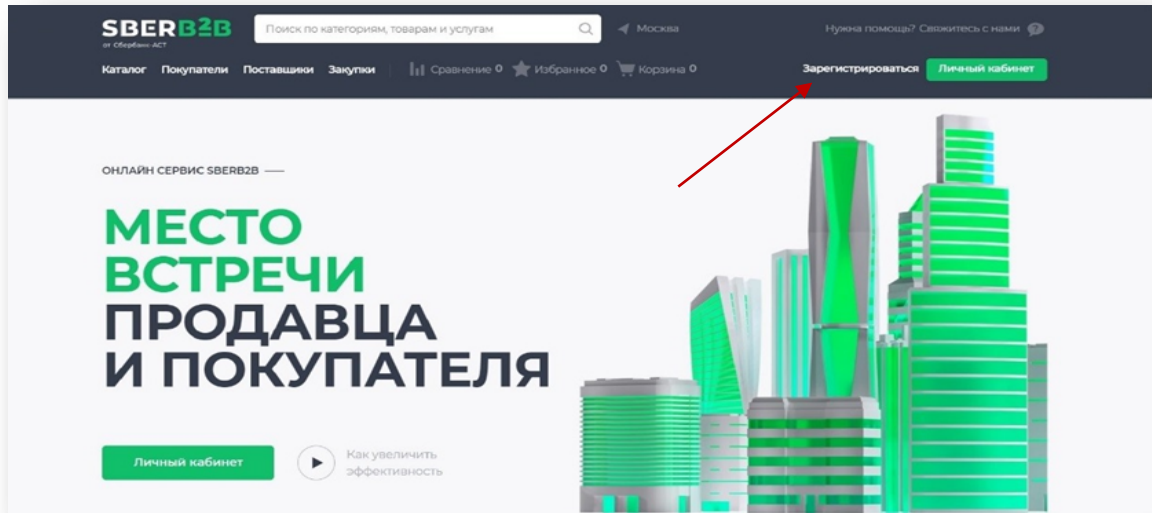 SBERB2B
от Сбербанк-АСТ
Поиск по категориям, товарам и услугам
Москва
Нужна помощь? Свяжитесь с нами ?
Каталог Покупатели Поставщики Закупки Сравнение 0 Избранное 0 Корзина 0 Зарегистрироваться Личный кабинет
ОНЛАЙН СЕРВИС SBERB2B —
МЕСТО
ВСТРЕЧИ
ПРОДАВЦА
И ПОКУПАТЕЛЯ
Личный кабинет
Как увеличить
эффективность